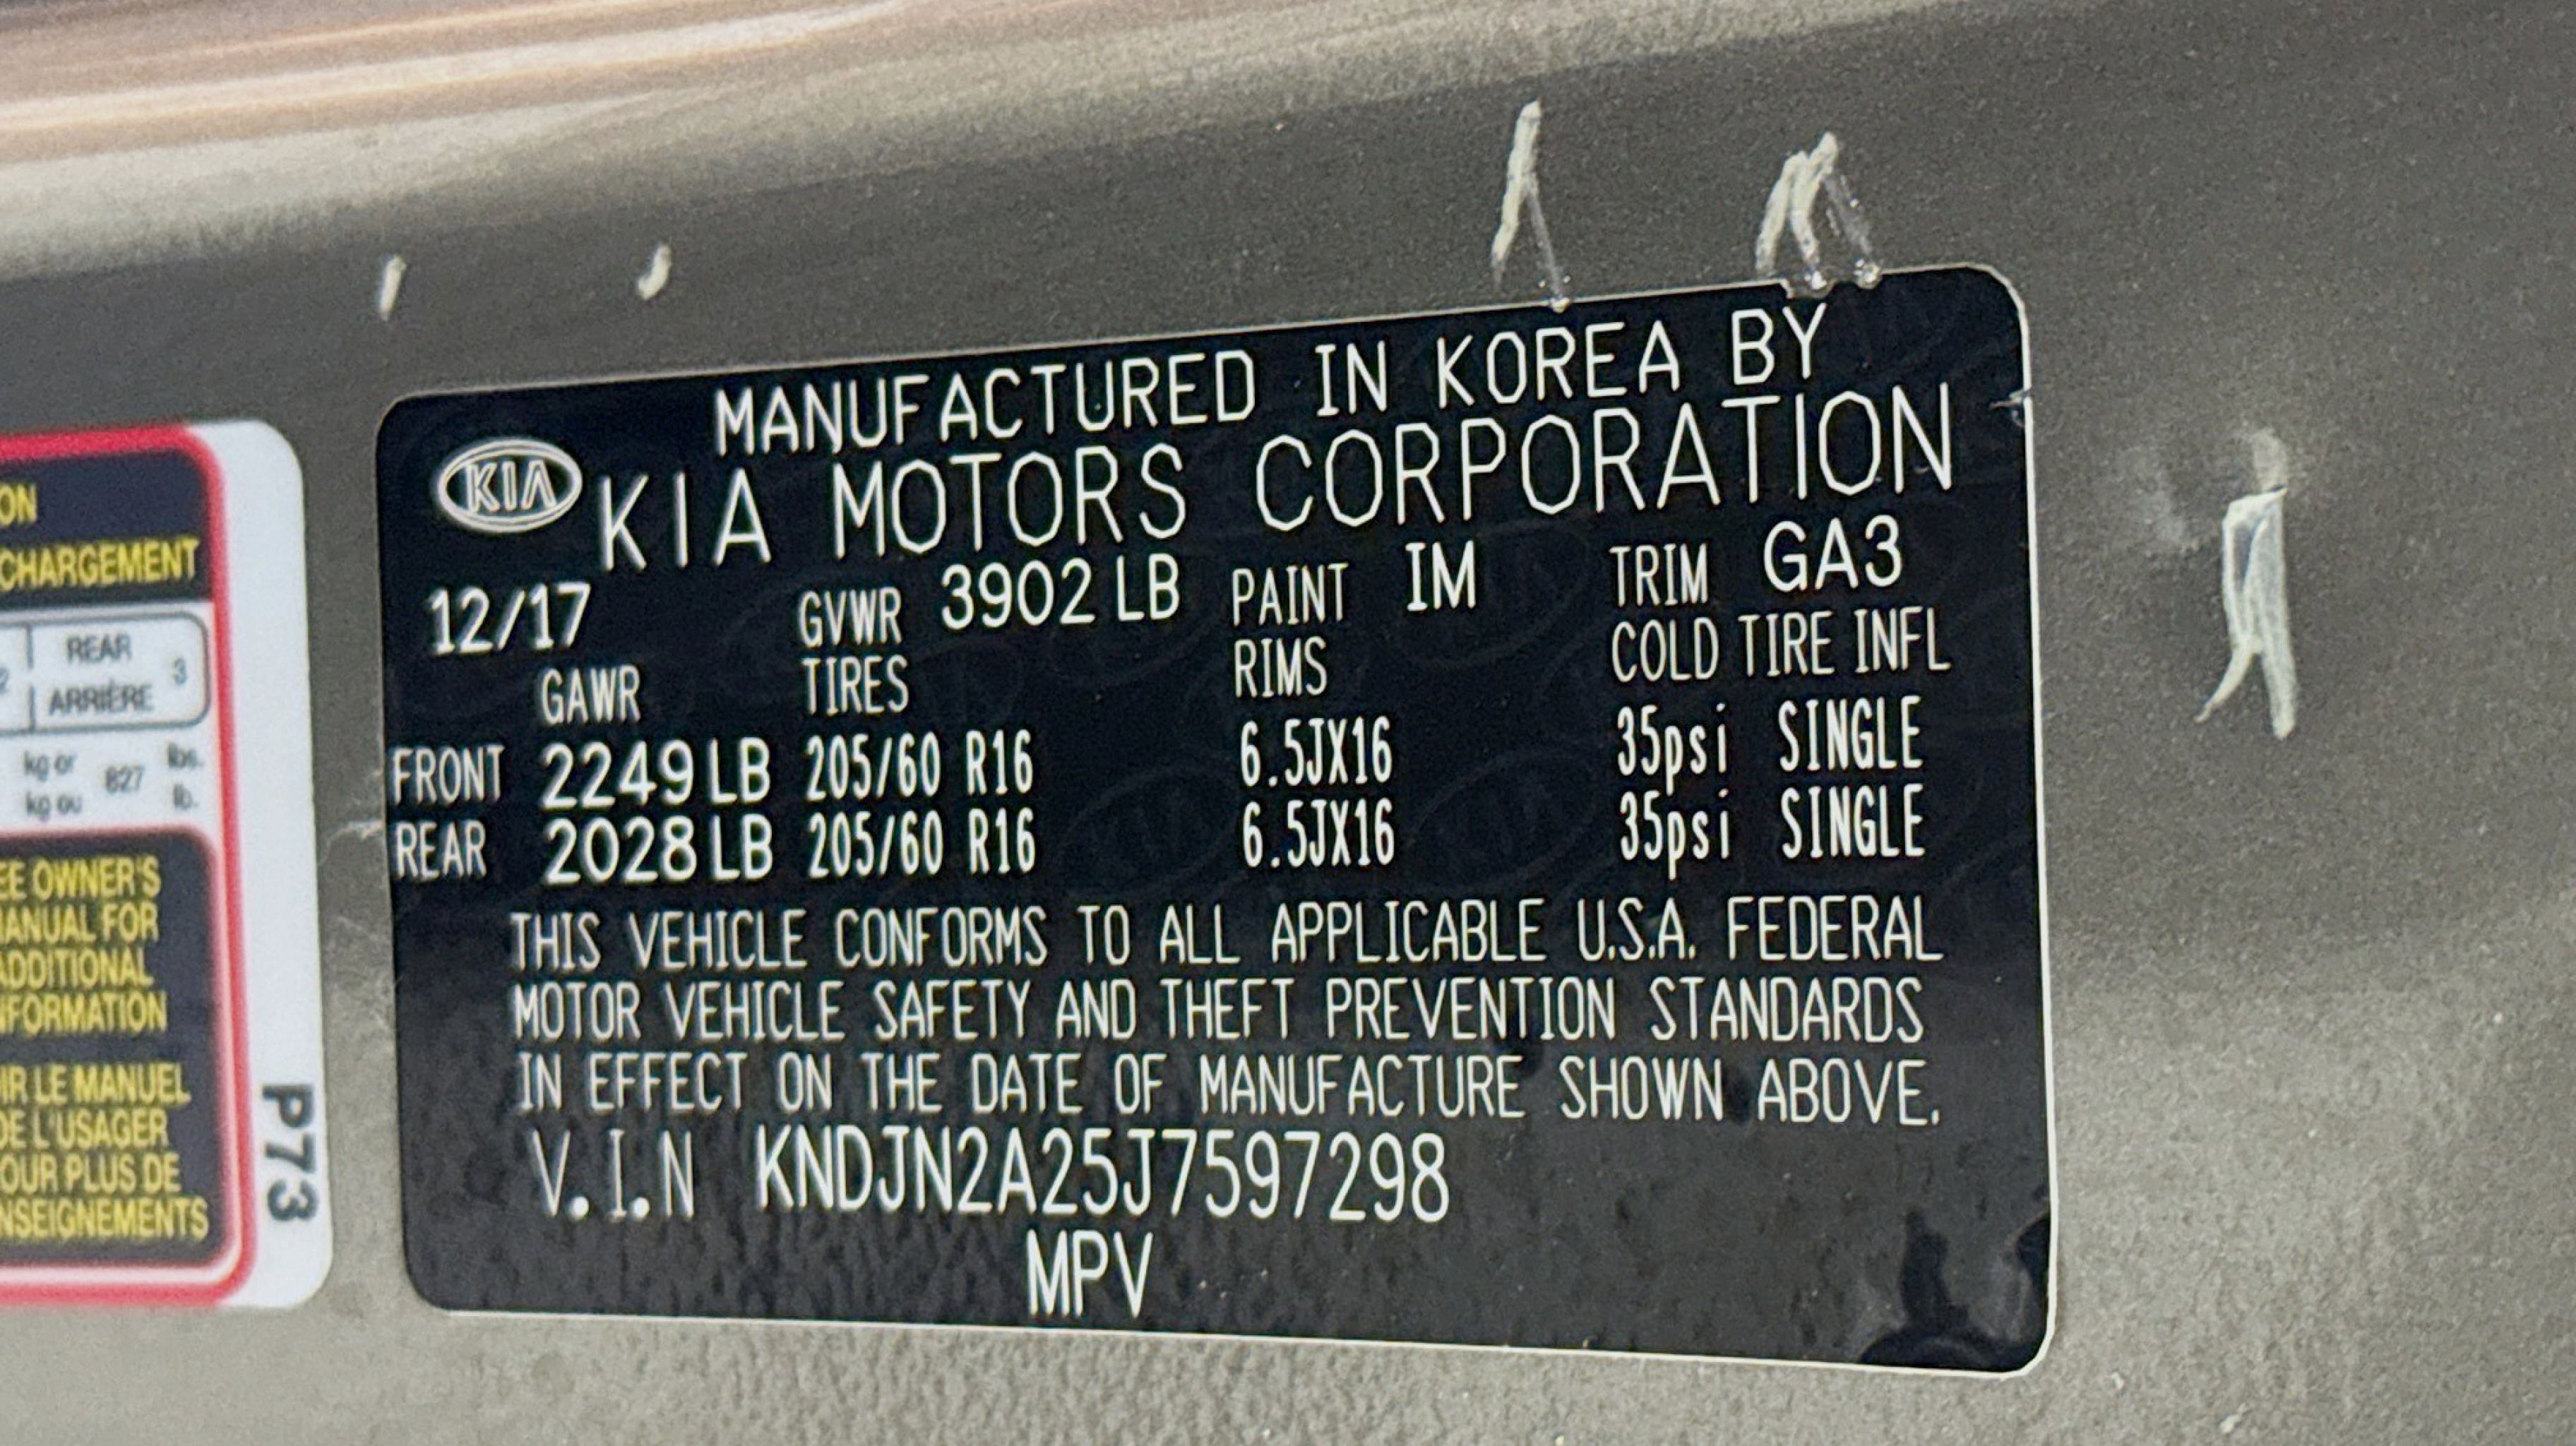 MANUFACTURED IN KOREA BY
KIA KIA MOTORS CORPORATION
12/17 GVWR 3902 LB PAINT IM TRIM GA3
GAWR TIRES RIMS COLD TIRE INFL
FRONT 2249 LB 205/60 R16 6.5JX16 35psi SINGLE
REAR 2028 LB 205/60 R16 6.5JX16 35psi SINGLE
THIS VEHICLE CONFORMS TO ALL APPLICABLE U.S.A. FEDERAL
MOTOR VEHICLE SAFETY AND THEFT PREVENTION STANDARDS
IN EFFECT ON THE DATE OF MANUFACTURE SHOWN ABOVE.
V.I.N KNDJN2A25J7597298
MPV
ON
CHARGEMENT
2 REAR 3
ARRIÈRE
kg or 827 lbs.
kg ou lb.
EE OWNER'S
ANUAL FOR
ADDITIONAL
NFORMATION
IR LE MANUEL
DE L'USAGER
OUR PLUS DE
NSEIGNEMENTS
P73